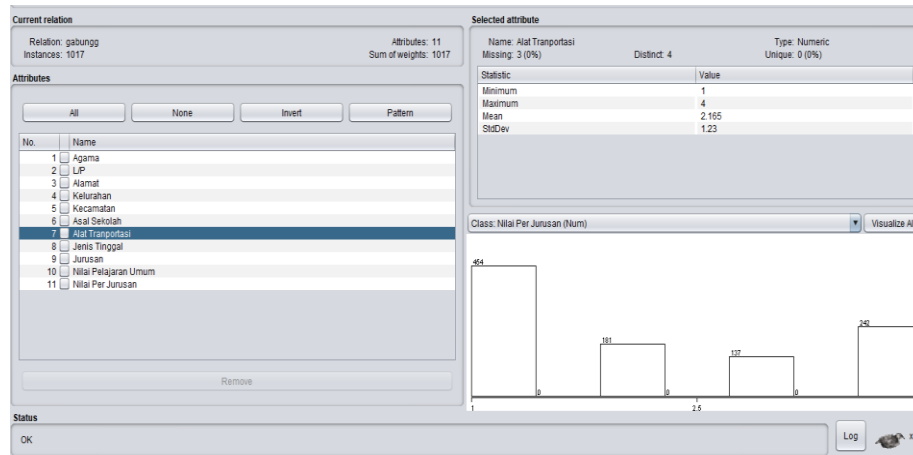 Current relation
Relation: gabungg
Attributes: 11
Instances: 1017
Sum of weights: 1017
Attributes
All
None
Invert
Pattern
No.
Name
1 Agama
2 L/P
3 Alamat
4 Kelurahan
5 Kecamatan
6 Asal Sekolah
7 Alat Tranportasi
8 Jenis Tinggal
9 Jurusan
10 Nilai Pelajaran Umum
11 Nilai Per Jurusan
Remove
Status
OK
Selected attribute
Name: Alat Tranportasi
Type: Numeric
Missing: 3 (0%)
Distinct: 4
Unique: 0 (0%)
Statistic
Value
Minimum
1
Maximum
4
Mean
2.165
StdDev
1.23
Class: Nilai Per Jurusan (Num)
Visualize Al
454
0
181
0
137
0
242
1
2.5
Log
x